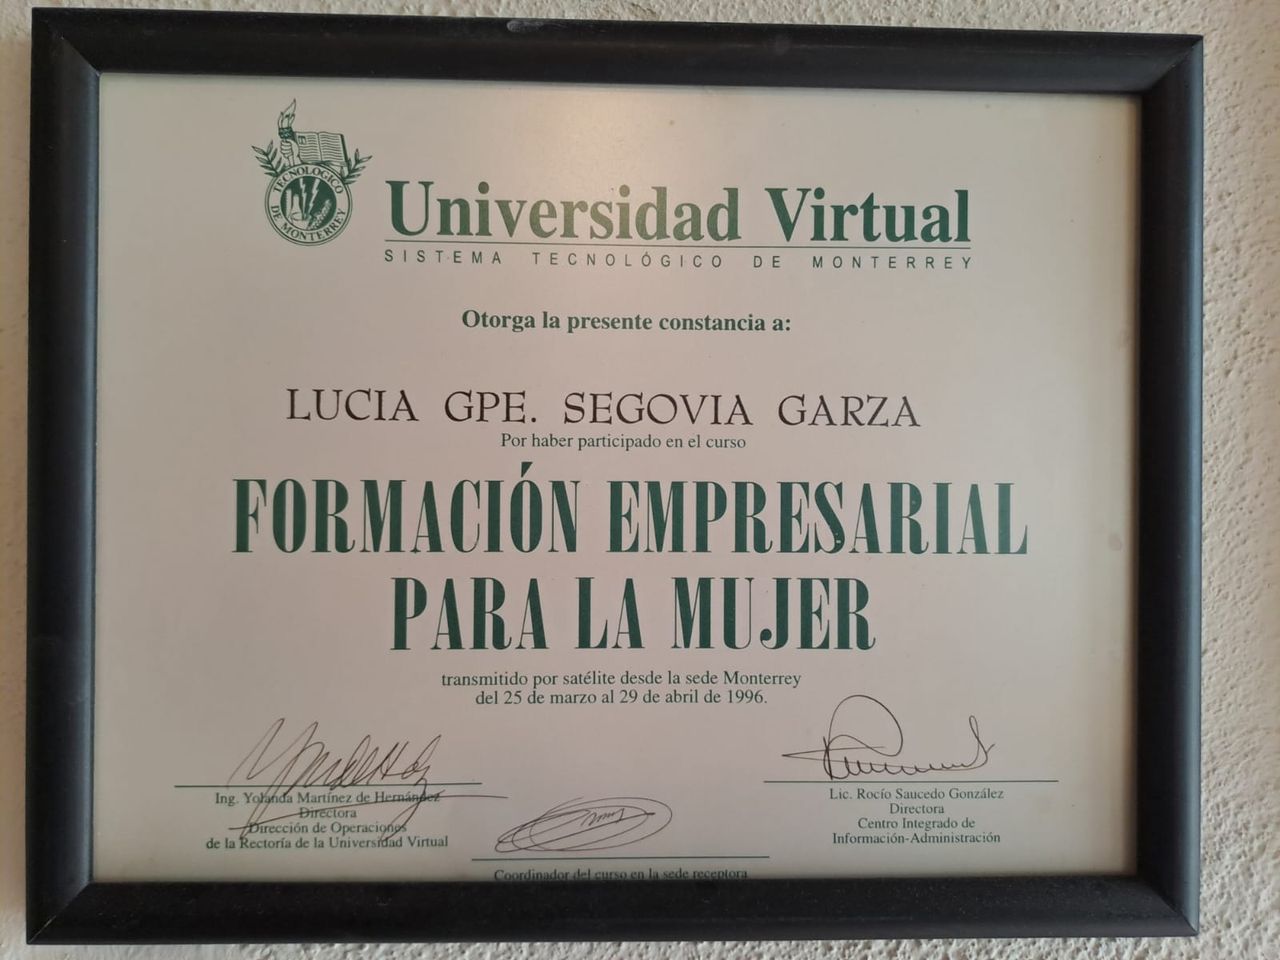 TECNOLOGICO
DE MONTERREY
Universidad Virtual
SISTEMA TECNOLÓGICO DE MONTERREY
Otorga la presente constancia a:
LUCIA GPE. SEGOVIA GARZA
Por haber participado en el curso
FORMACIÓN EMPRESARIAL
PARA LA MUJER
transmitido por satélite desde la sede Monterrey
del 25 de marzo al 29 de abril de 1996.
Ing. Yolanda Martínez de Hernández
Directora
Dirección de Operaciones
de la Rectoría de la Universidad Virtual
Coordinador del curso en la sede receptora
Lic. Rocío Saucedo González
Directora
Centro Integrado de
Información-Administración